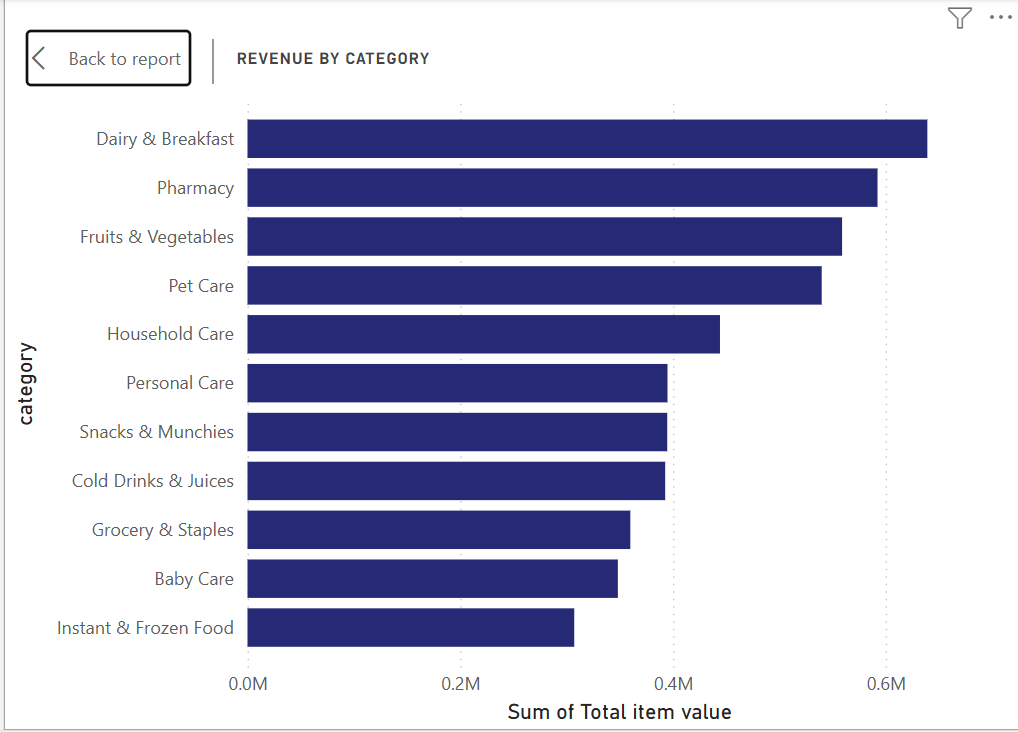 Back to report
REVENUE BY CATEGORY
category
Dairy & Breakfast
Pharmacy
Fruits & Vegetables
Pet Care
Household Care
Personal Care
Snacks & Munchies
Cold Drinks & Juices
Grocery & Staples
Baby Care
Instant & Frozen Food
0.0M 0.2M 0.4M 0.6M
Sum of Total item value